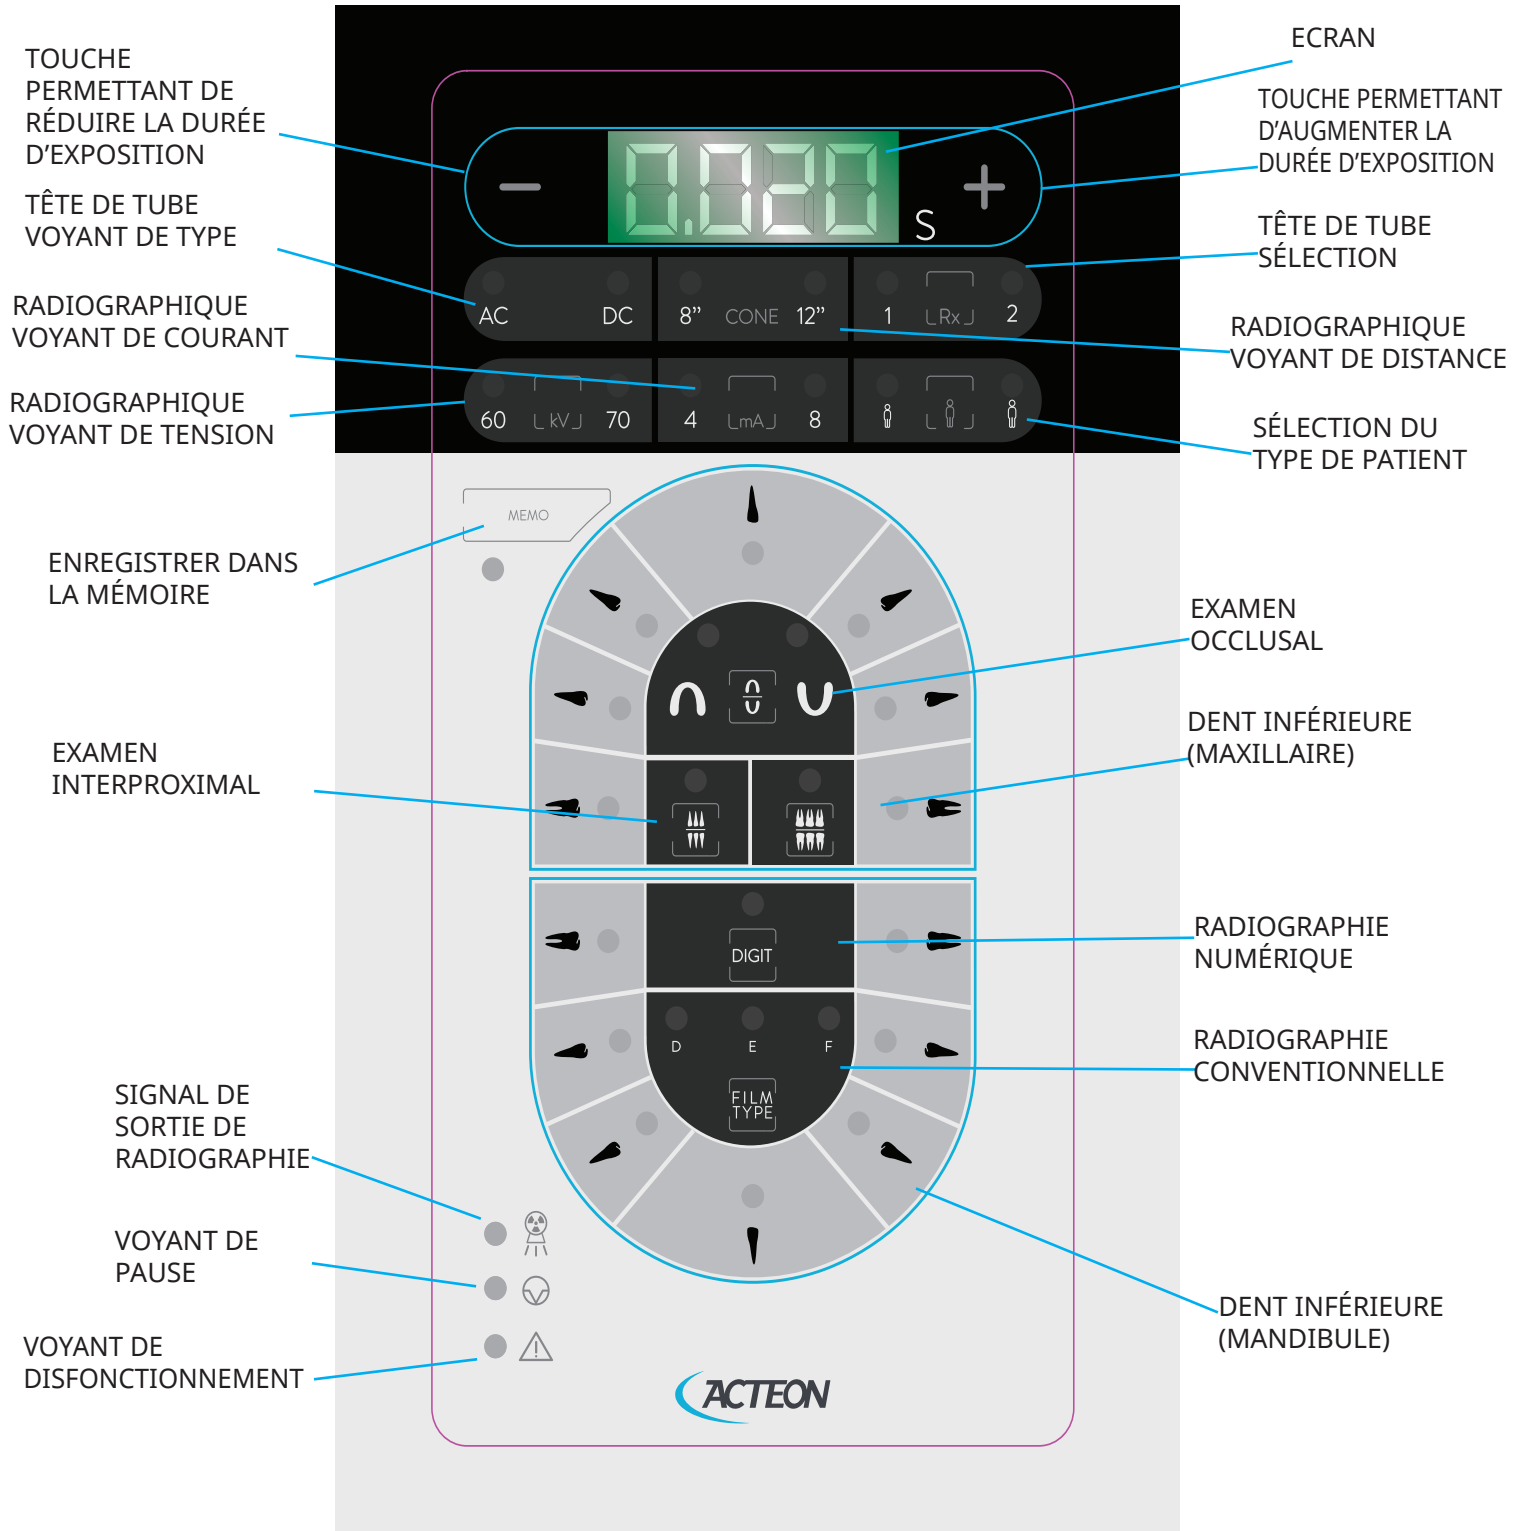 TOUCHE
PERMETTANT DE
RÉDUIRE LA DURÉE
D'EXPOSITION
TÊTE DE TUBE
VOYANT DE TYPE
RADIOGRAPHIQUE
VOYANT DE COURANT
RADIOGRAPHIQUE
VOYANT DE TENSION
ENREGISTRER DANS
LA MÉMOIRE
EXAMEN
INTERPROXIMAL
SIGNAL DE
SORTIE DE
RADIOGRAPHIE
VOYANT DE
PAUSE
VOYANT DE
DISFONCTIONNEMENT
0.020 S
AC DC 8” CONE 12” 1 Rx 2
60 kV 70 4 mA 8
MEMO
DIGIT
D E F
FILM
TYPE
ACTEON
ECRAN
TOUCHE PERMETTANT
D'AUGMENTER LA
DURÉE D'EXPOSITION
TÊTE DE TUBE
SÉLECTION
RADIOGRAPHIQUE
VOYANT DE DISTANCE
SÉLECTION DU
TYPE DE PATIENT
EXAMEN
OCCLUSAL
DENT INFÉRIEURE
(MAXILLAIRE)
RADIOGRAPHIE
NUMÉRIQUE
RADIOGRAPHIE
CONVENTIONNELLE
DENT INFÉRIEURE
(MANDIBULE)